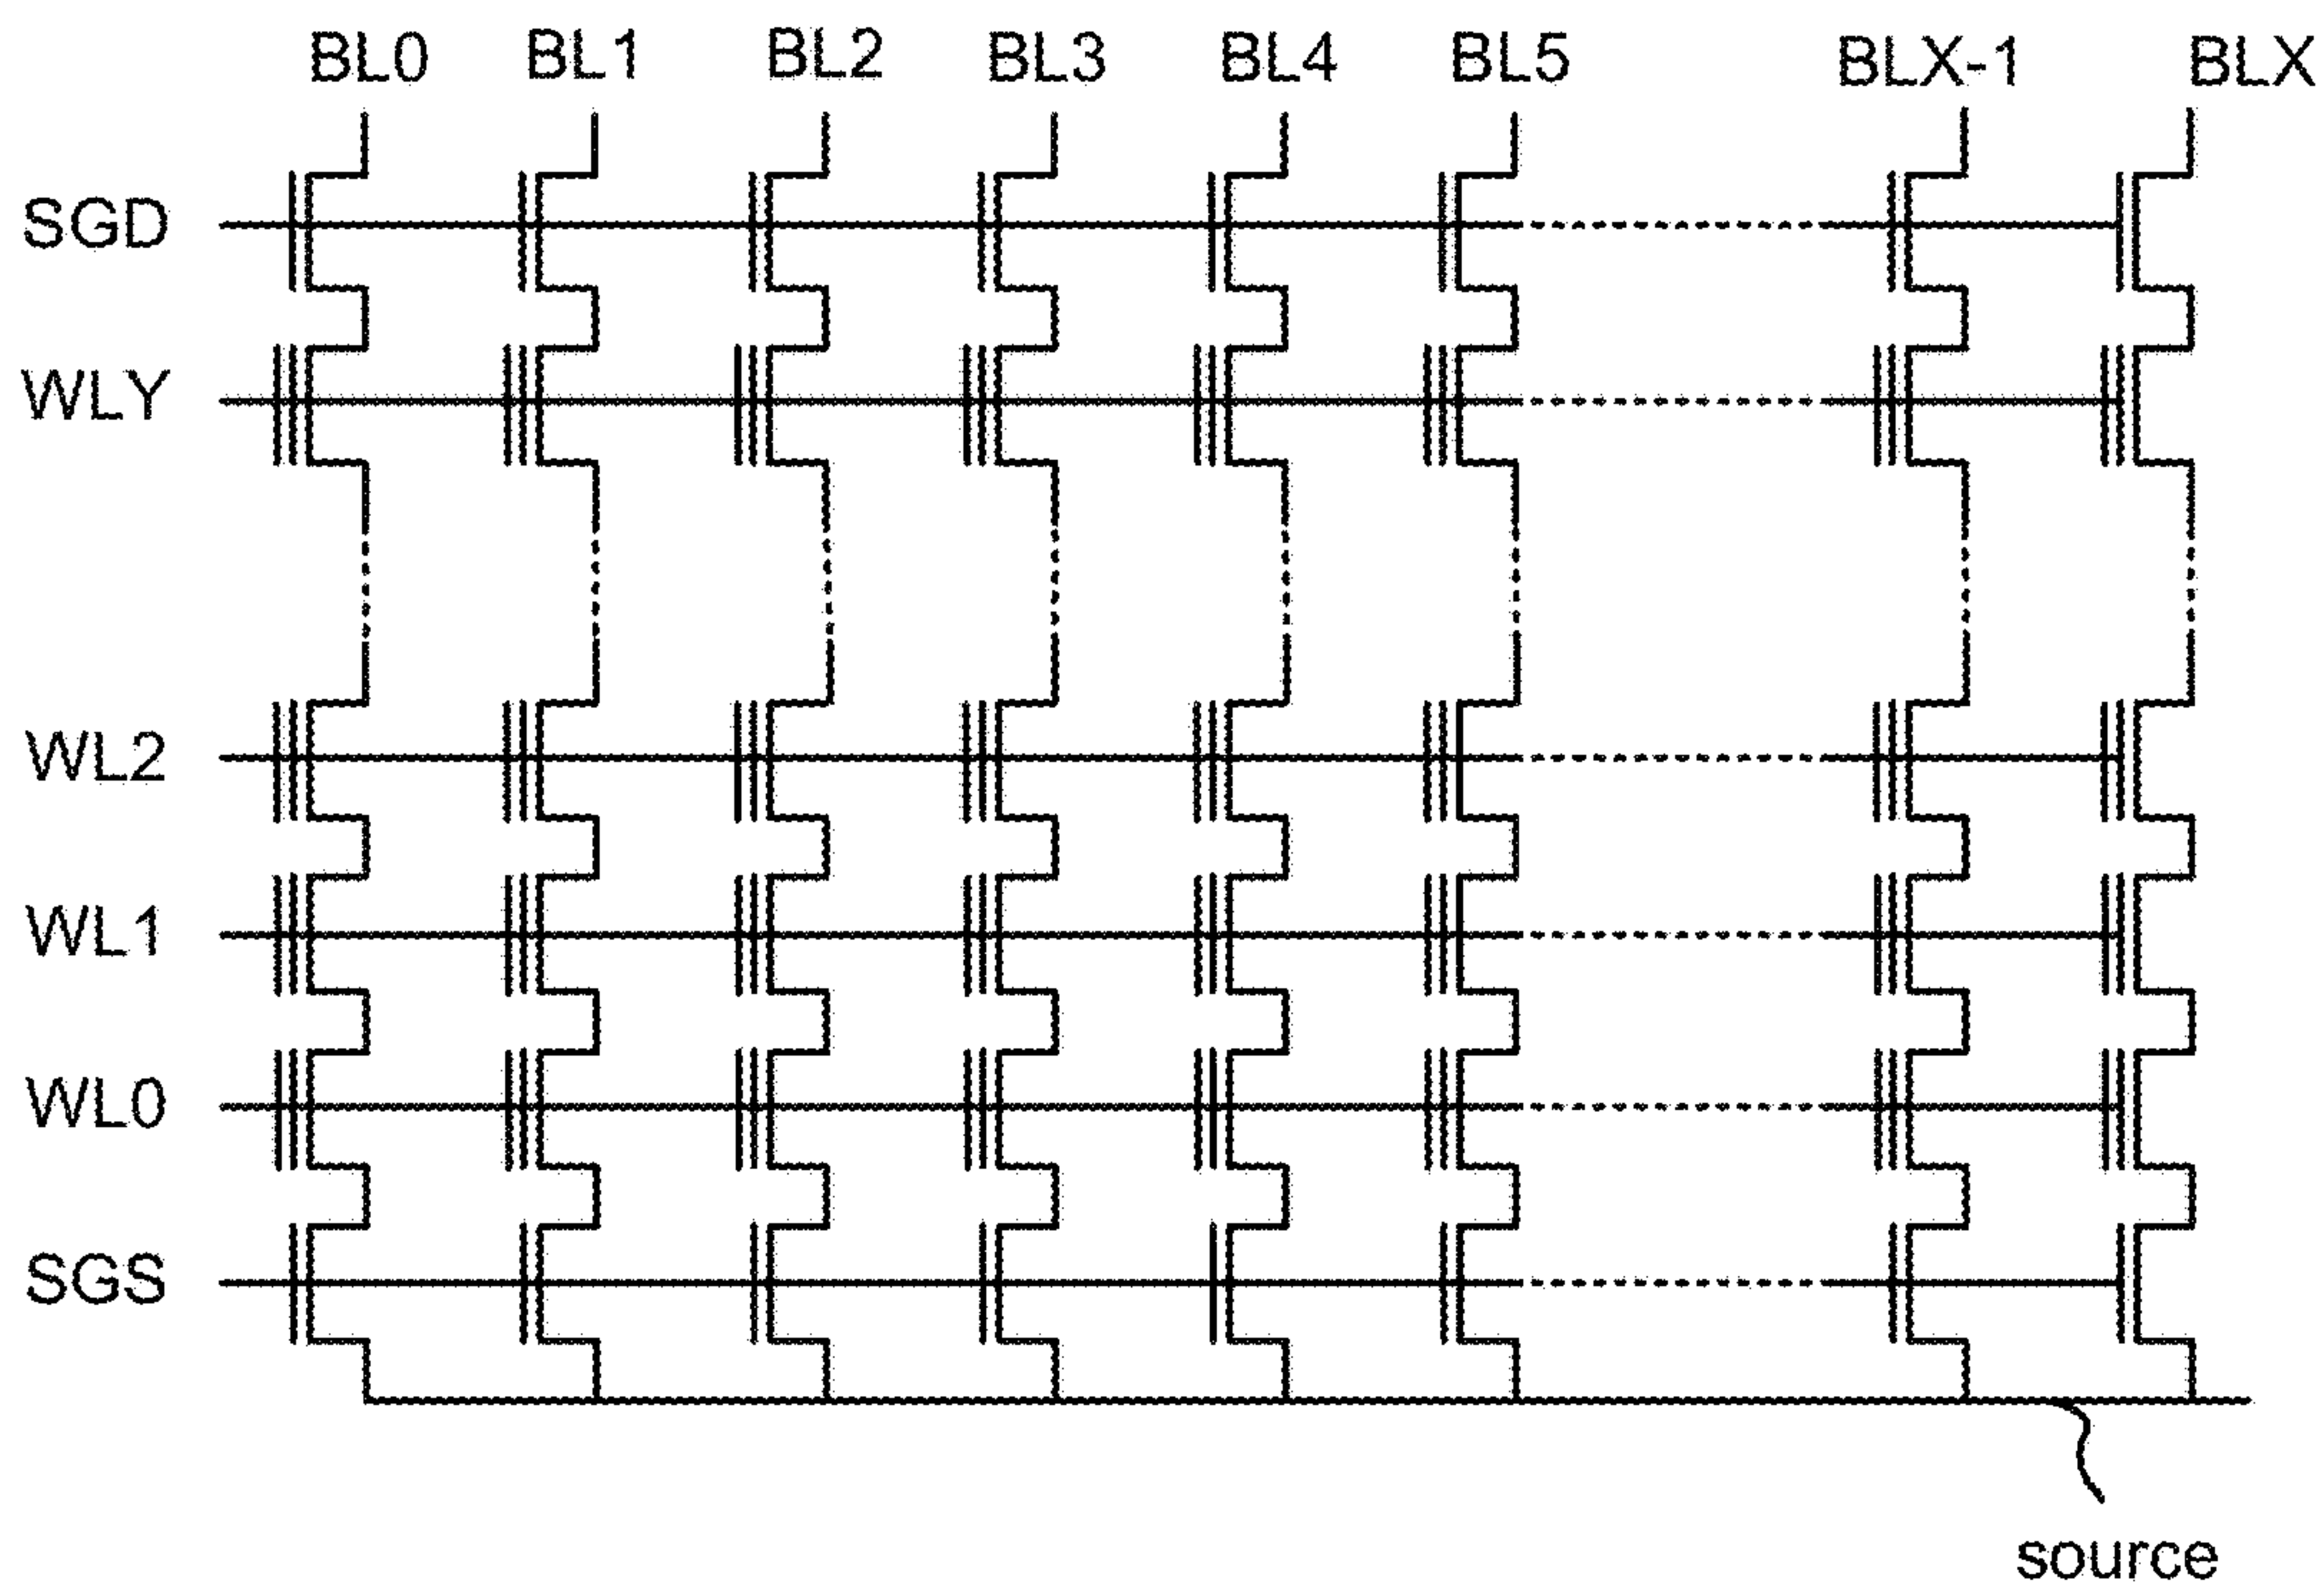 BL0 BL1 BL2 BL3 BL4 BL5 BLX-1 BLX
SGD
WLY
WL2
WL1
WL0
SGS
source